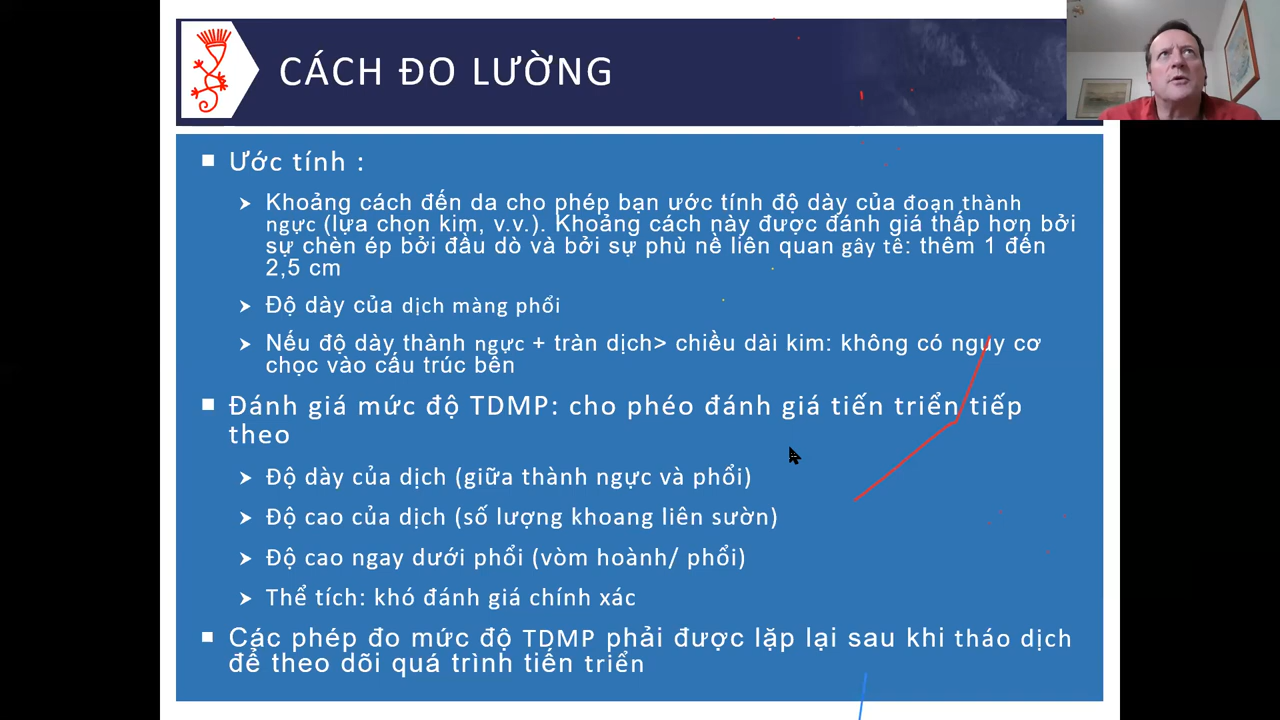 CÁCH ĐO LƯỜNG
Ước tính :
Khoảng cách đến da cho phép bạn ước tính độ dày của đoạn thành
ngực (lựa chọn kim, v.v.). Khoảng cách này được đánh giá thấp hơn bởi
sự chèn ép bởi đầu dò và bởi sự phù nề liên quan gây tê: thêm 1 đến
2,5 cm
Độ dày của dịch màng phổi
Nếu độ dày thành ngực + tràn dịch> chiều dài kim: không có nguy cơ
chọc vào cấu trúc bên
Đánh giá mức độ TDMP: cho phéo đánh giá tiến triển tiếp
theo
Độ dày của dịch (giữa thành ngực và phổi)
Độ cao của dịch (số lượng khoang liên sườn)
Độ cao ngay dưới phổi (vòm hoành/ phổi)
Thể tích: khó đánh giá chính xác
Các phép đo mức độ TDMP phải được lặp lại sau khi tháo dịch
để theo dõi quá trình tiến triển